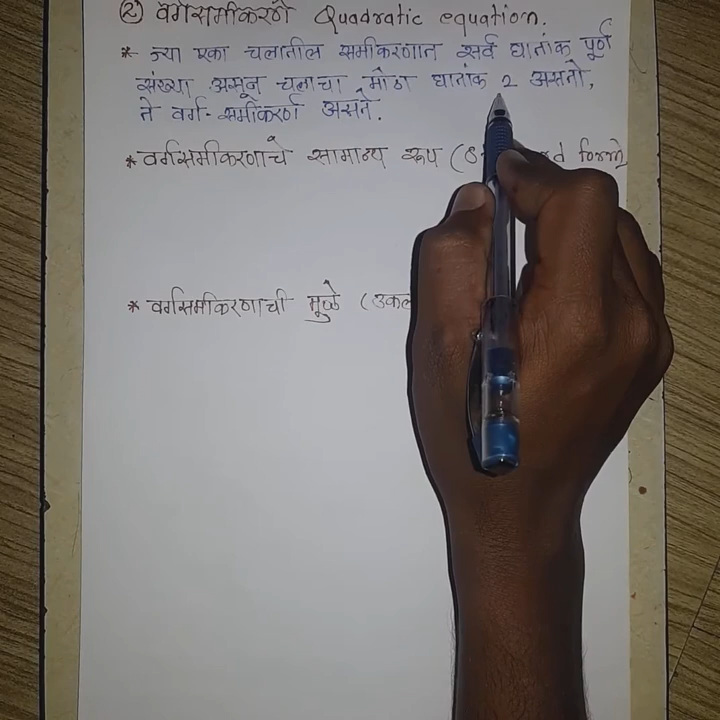 (2) वर्गसमीकरणे Quadratic equation.
* ज्या एका चलातील समीकरणात सर्व घातांक पूर्ण
संख्या असून चलाचा मोठा घातांक 2 असतो,
ते वर्ग-समीकरण असते.
* वर्गसमीकरणाचे सामान्य रूप ( form)
* वर्गसमीकरणाची मूळे (